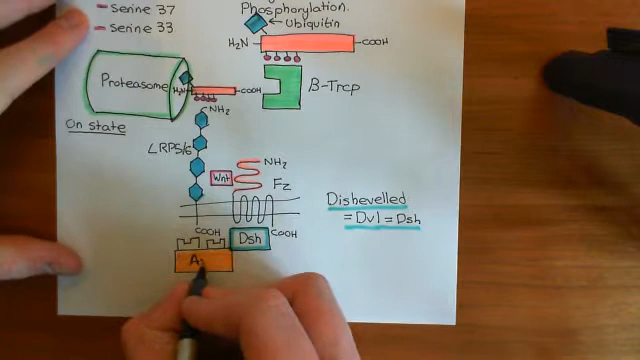 Serine 37
Serine 33
Phosphorylation.
Ubiquitin
H₂N
COOH
Proteasome
H₂N
COOH
β-Trcp
On state
NH₂
LRP5/6
NH₂
Wnt
Fz
Dishevelled
= Dvl = Dsh
COOH
Dsh
COOH
A